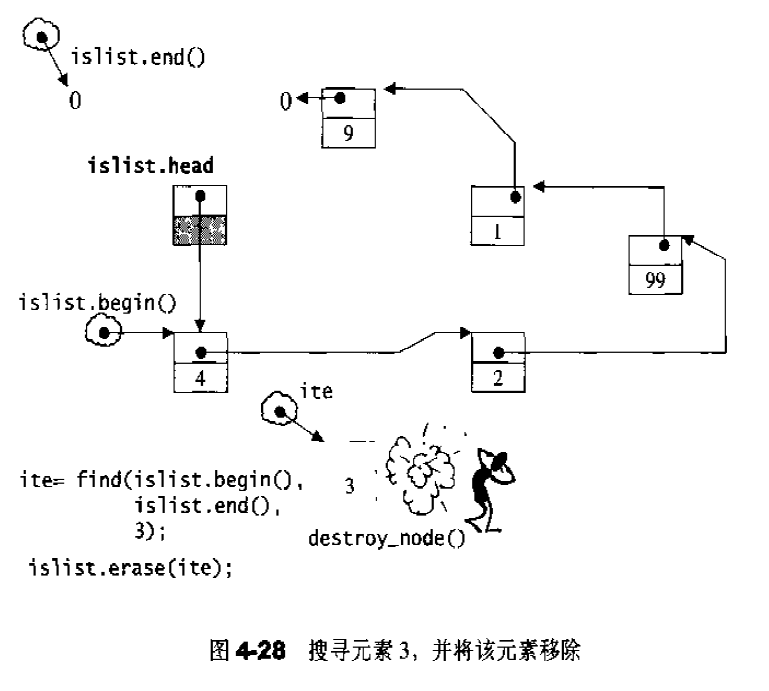 islist.end()
0
0
9
islist.head
1
99
islist.begin()
4
2
ite
ite= find(islist.begin(),
islist.end(),
3);
3
destroy_node()
islist.erase(ite);
图 4-28 搜寻元素 3，并将该元素移除